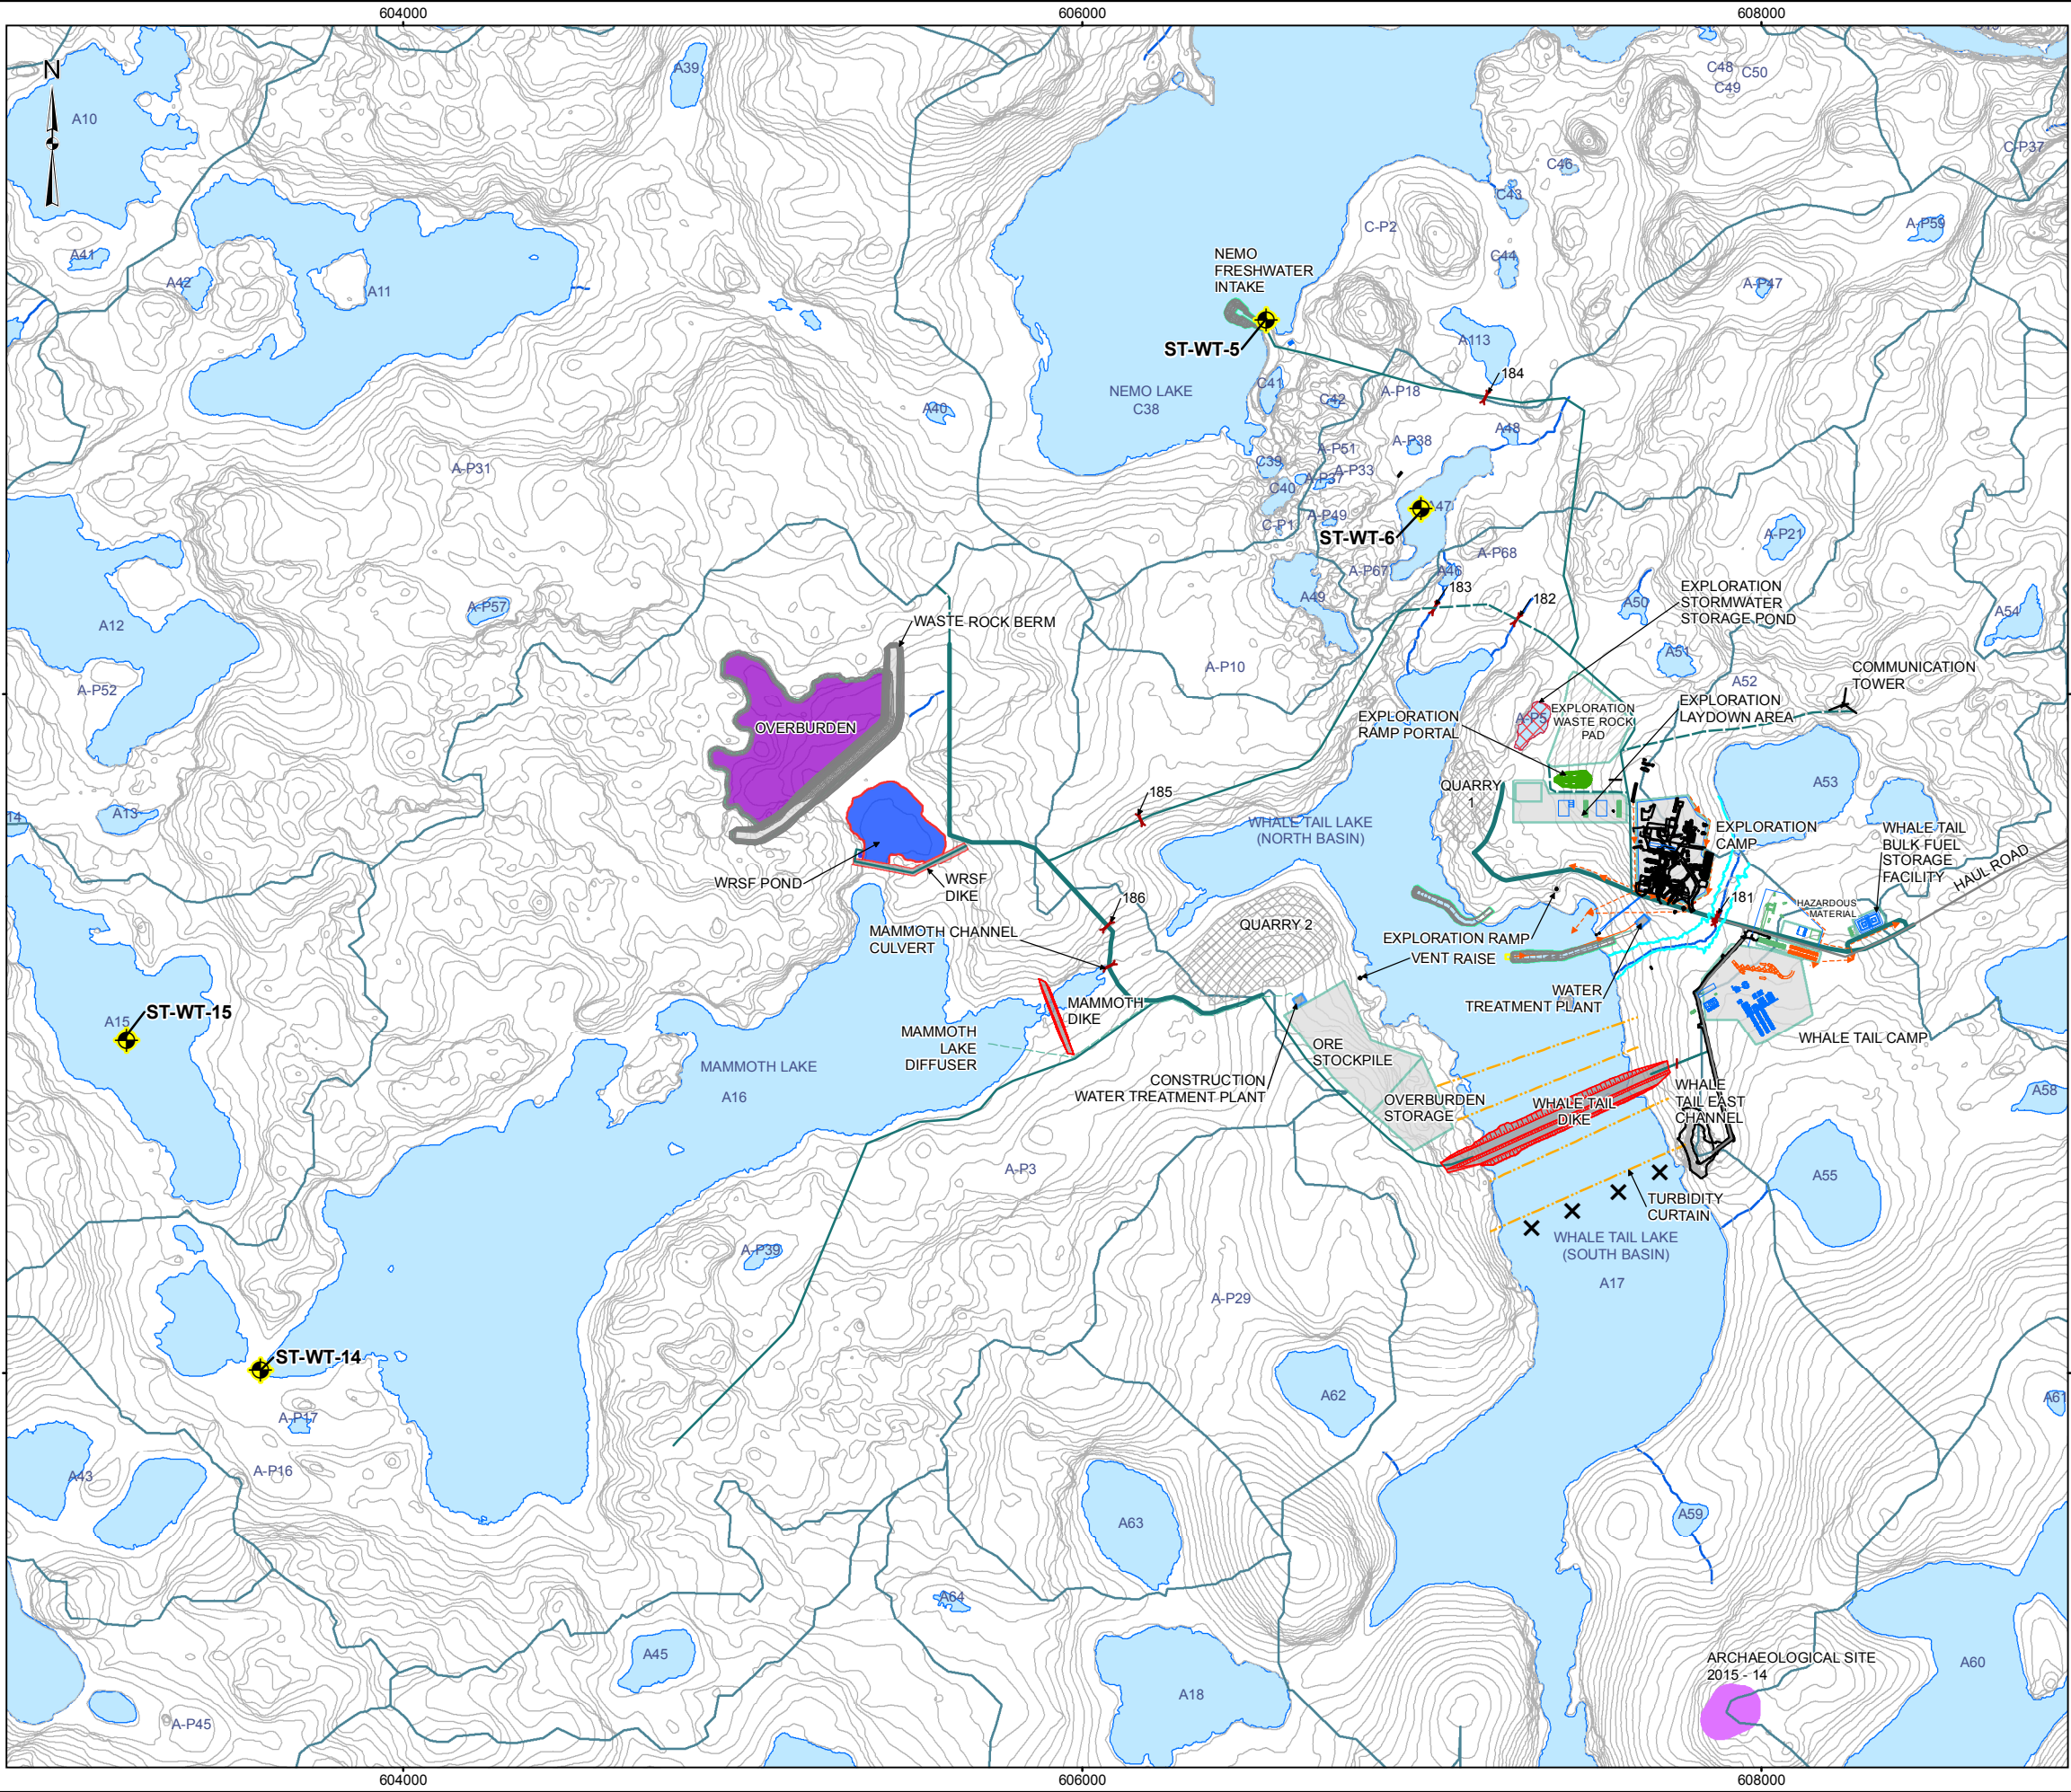 604000
606000
608000
N
A39
A10
C48
C50
C49
C-P37
C46
C43
A-P59
C-P2
A41
A42
A11
C44
A-P47
NEMO
FRESHWATER
INTAKE
ST-WT-5
A113
184
NEMO LAKE
C38
C41
C42
A-P18
A40
A48
A-P38
A-P51
A-P31
C39
A-P33
A-P37
C40
A47
A-P49
C-P1
ST-WT-6
A-P21
A-P68
A-P67
A46
183
A49
182
EXPLORATION
STORMWATER
STORAGE POND
A50
A54
A-P57
A12
WASTE ROCK BERM
A51
A-P10
A-P52
A52
COMMUNICATION
TOWER
EXPLORATION
LAYDOWN AREA
EXPLORATION
WASTE ROCK
PAD
A-P5
EXPLORATION
RAMP PORTAL
OVERBURDEN
A53
QUARRY
1
185
14
A13
WHALE TAIL LAKE
(NORTH BASIN)
EXPLORATION
CAMP
WHALE TAIL
BULK FUEL
STORAGE
FACILITY
HAUL ROAD
WRSF POND
WRSF
DIKE
186
181
HAZARDOUS
MATERIAL
QUARRY 2
MAMMOTH CHANNEL
CULVERT
EXPLORATION RAMP
VENT RAISE
WATER
TREATMENT PLANT
ST-WT-15
A15
MAMMOTH
DIKE
MAMMOTH
LAKE
DIFFUSER
WHALE TAIL CAMP
ORE
STOCKPILE
MAMMOTH LAKE
A16
CONSTRUCTION
WATER TREATMENT PLANT
OVERBURDEN
STORAGE
WHALE TAIL
DIKE
WHALE
TAIL EAST
CHANNEL
A58
A-P3
A55
TURBIDITY
CURTAIN
WHALE TAIL LAKE
(SOUTH BASIN)
A17
A-P39
A-P29
ST-WT-14
A62
A61
A-P17
A-P16
A43
A63
A59
A64
A45
ARCHAEOLOGICAL SITE
2015 - 14
A60
A18
A-P45
604000
606000
608000